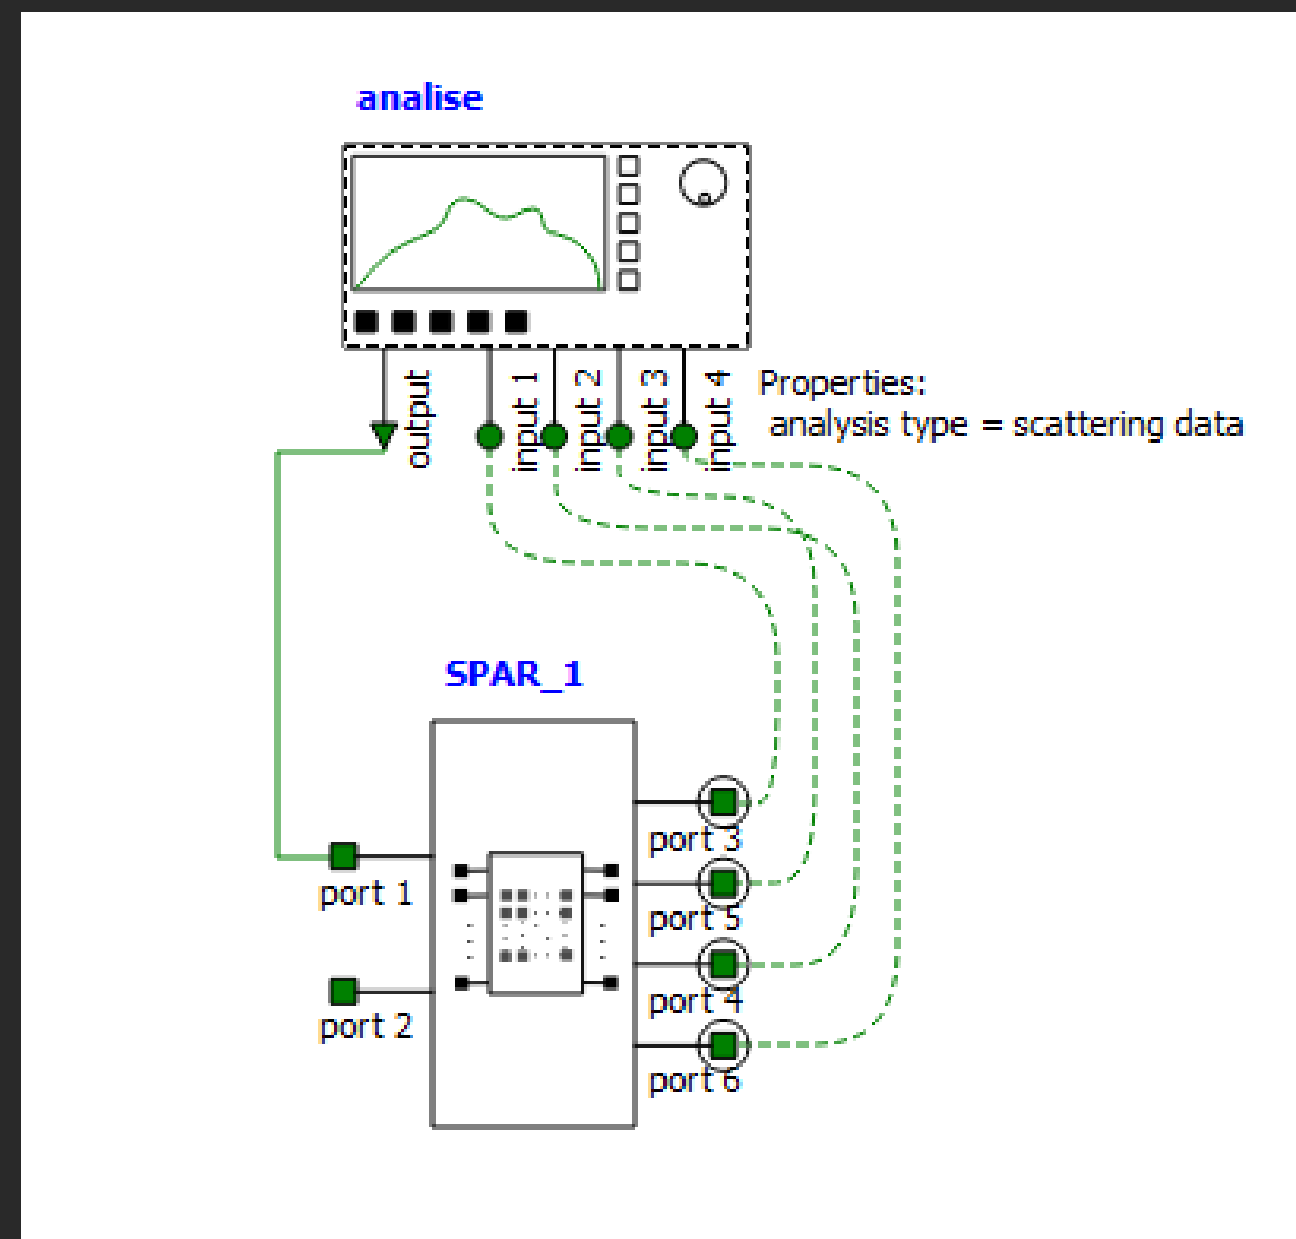 analise
output
input 1
input 2
input 3
input 4
Properties:
analysis type = scattering data
SPAR_1
port 1
port 2
port 3
port 5
port 4
port 6